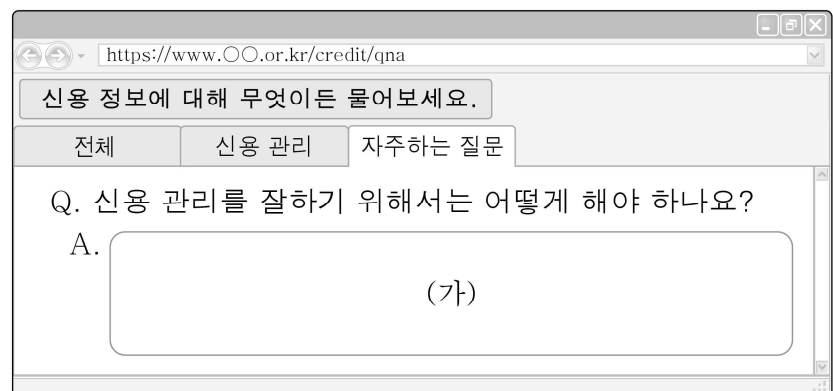 https://www.○○.or.kr/credit/qna
신용 정보에 대해 무엇이든 물어보세요.
전체 신용 관리 자주하는 질문
Q. 신용 관리를 잘하기 위해서는 어떻게 해야 하나요?
A.
(가)